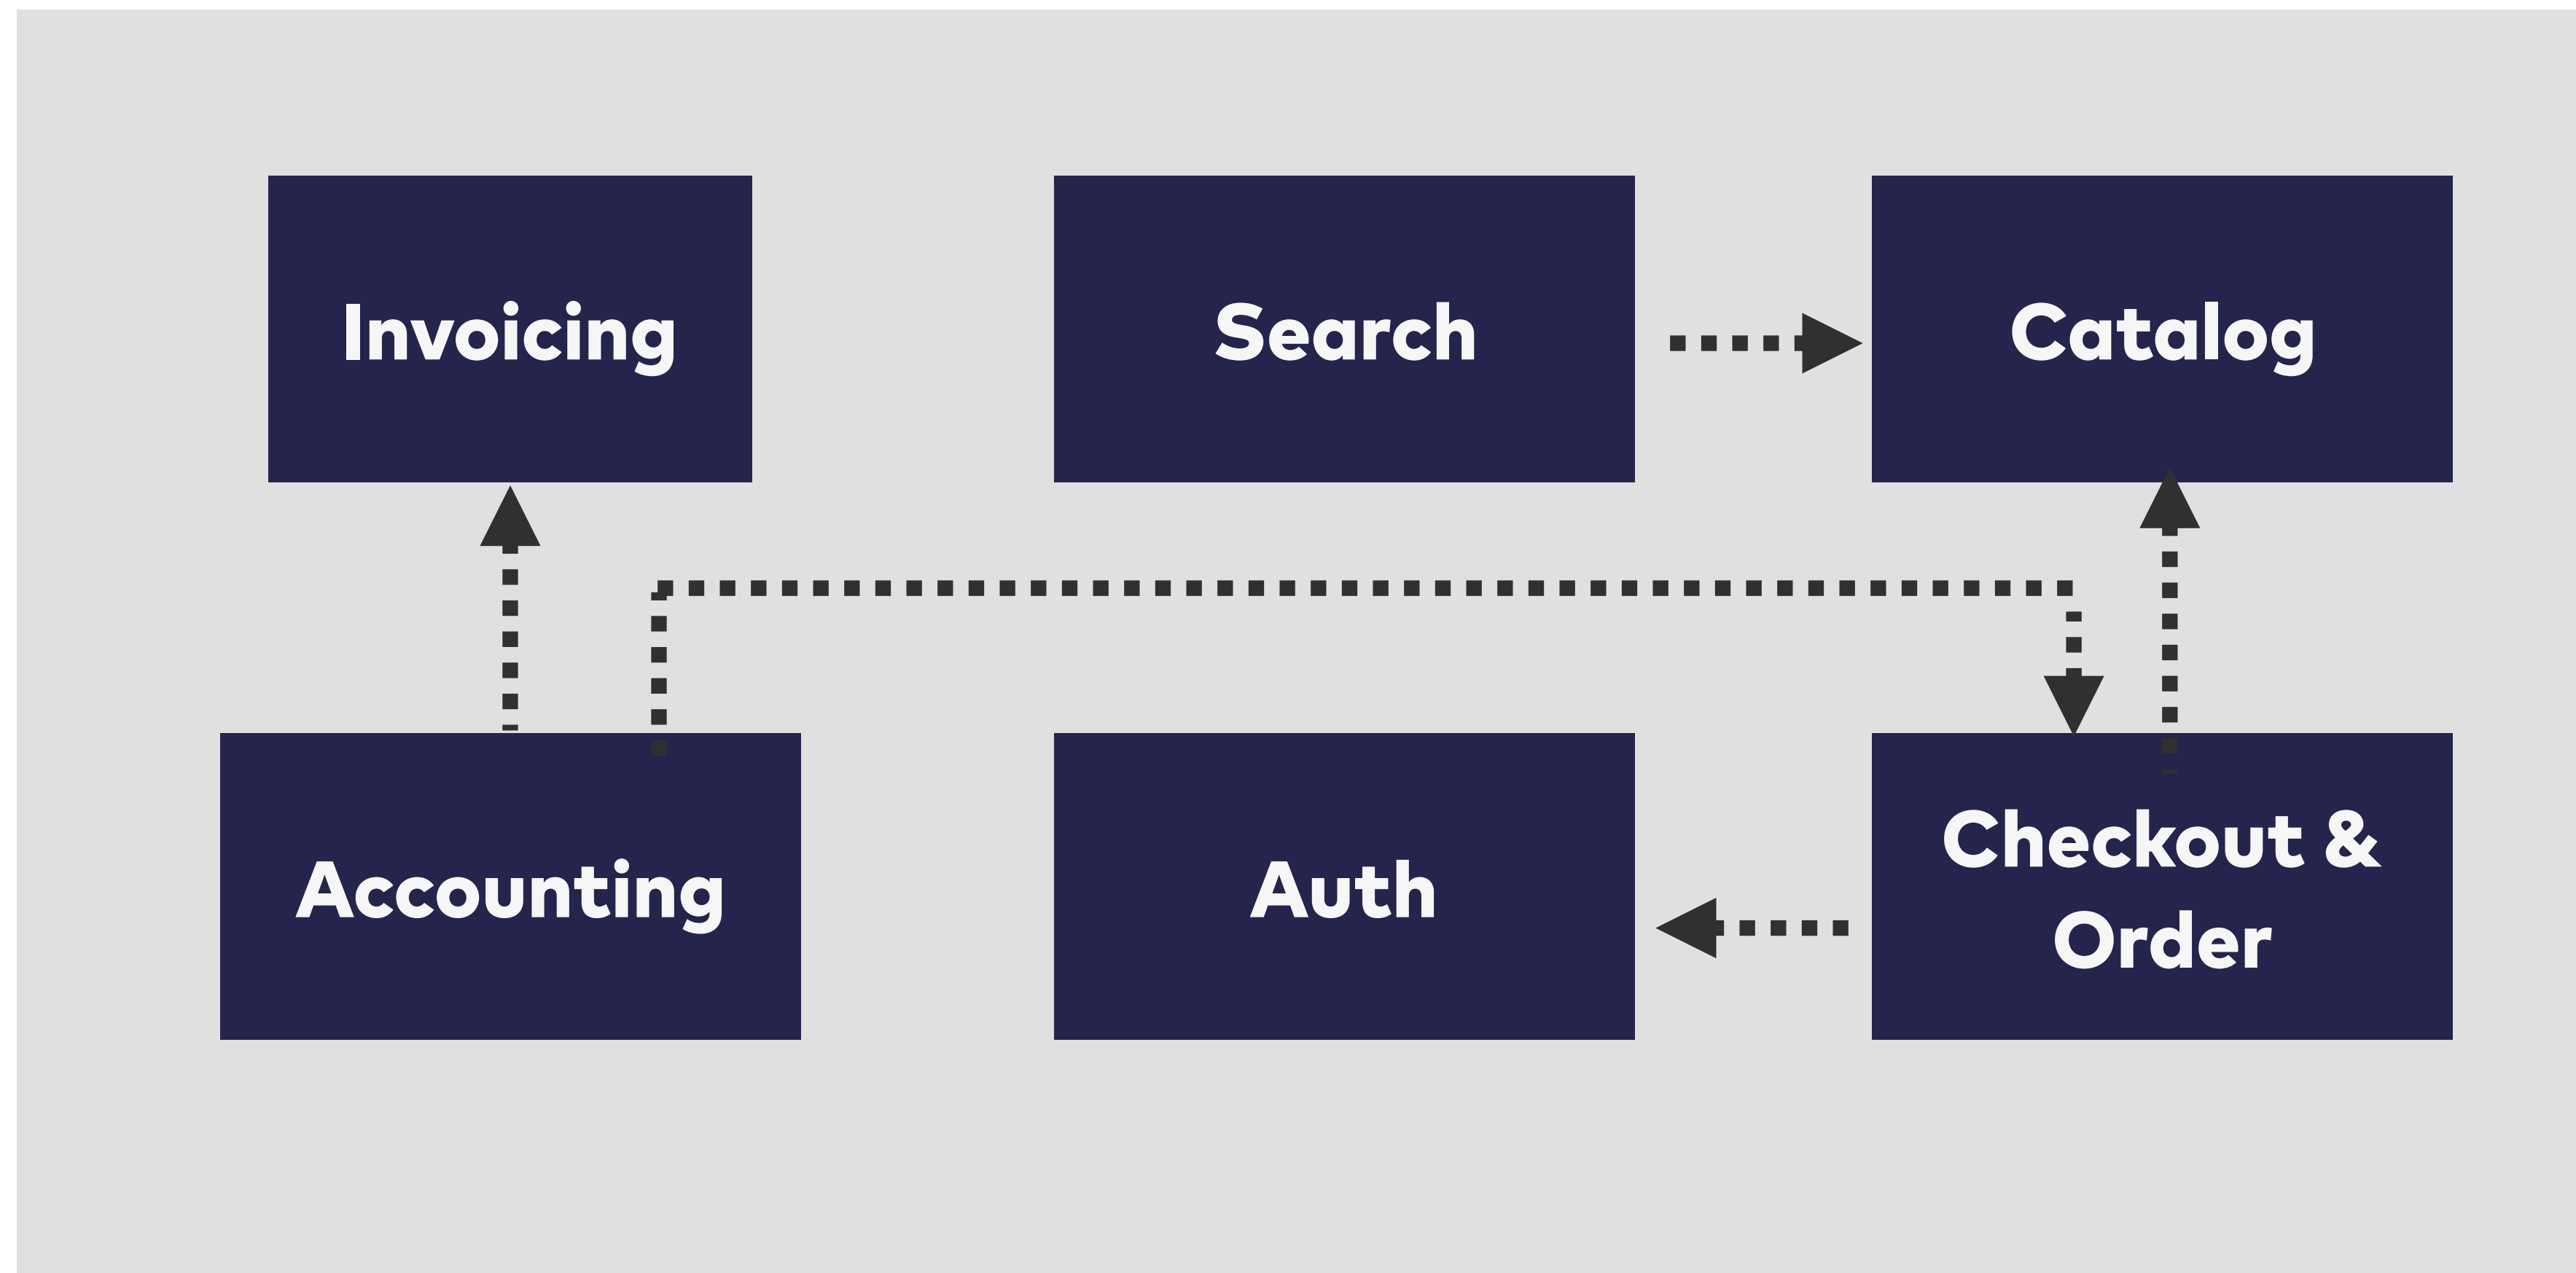 Invoicing
Search
Catalog
Accounting
Auth
Checkout &
Order